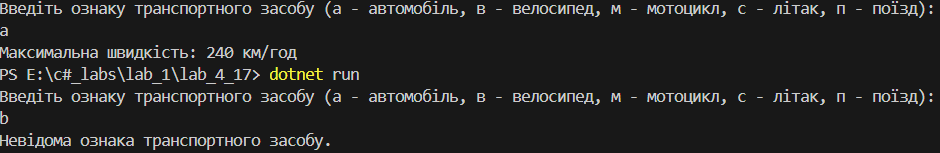 Введіть ознаку транспортного засобу (а - автомобіль, в - велосипед, м - мотоцикл, с - літак, п - поїзд):
а
Максимальна швидкість: 240 км/год
PS E:\c#_labs\lab_1\lab_4_17> dotnet run
Введіть ознаку транспортного засобу (а - автомобіль, в - велосипед, м - мотоцикл, с - літак, п - поїзд):
b
Невідома ознака транспортного засобу.